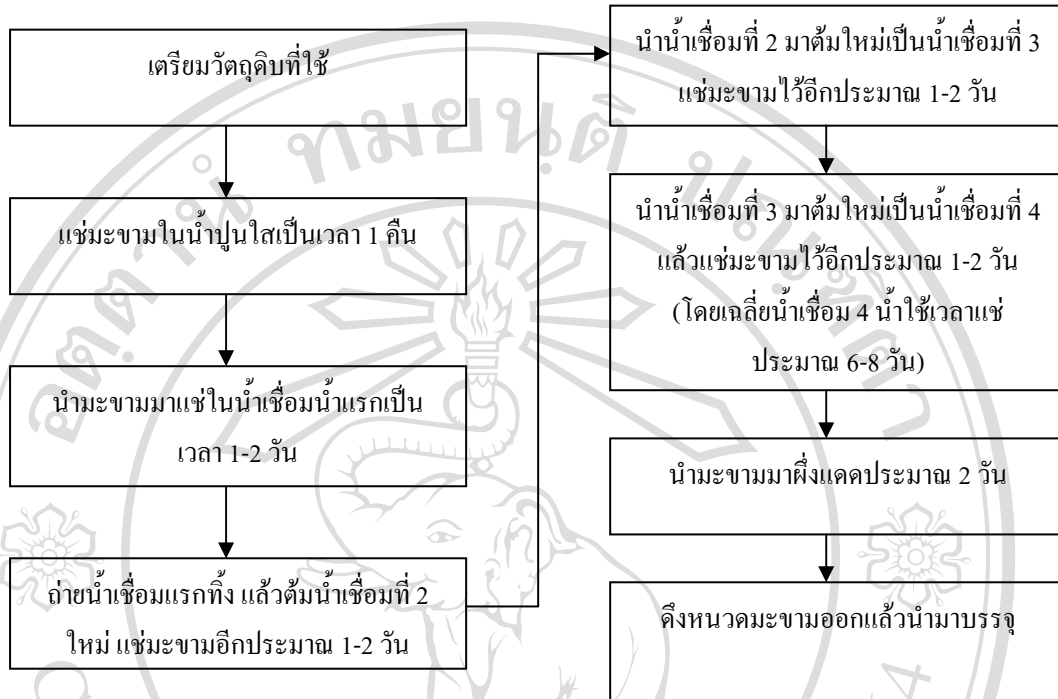 เตรียมวัตถุดิบที่ใช้
แช่มะขามในน้ำปูนใสเป็นเวลา 1 คืน
นำมะขามมาแช่ในน้ำเชื่อมน้ำแรกเป็น
เวลา 1-2 วัน
ถ่ายน้ำเชื่อมแรกทิ้ง แล้วต้มน้ำเชื่อมที่ 2
ใหม่ แช่มะขามอีกประมาณ 1-2 วัน
นำน้ำเชื่อมที่ 2 มาต้มใหม่เป็นน้ำเชื่อมที่ 3
แช่มะขามไว้อีกประมาณ 1-2 วัน
นำน้ำเชื่อมที่ 3 มาต้มใหม่เป็นน้ำเชื่อมที่ 4
แล้วแช่มะขามไว้อีกประมาณ 1-2 วัน
(โดยเฉลี่ยน้ำเชื่อม 4 น้ำใช้เวลาแช่
ประมาณ 6-8 วัน)
นำมะขามมาผึ่งแดดประมาณ 2 วัน
ดึงหนวดมะขามออกแล้วนำมาบรรจุ
อตฺตานํ ทมยนฺติ ปณฺฑิตา